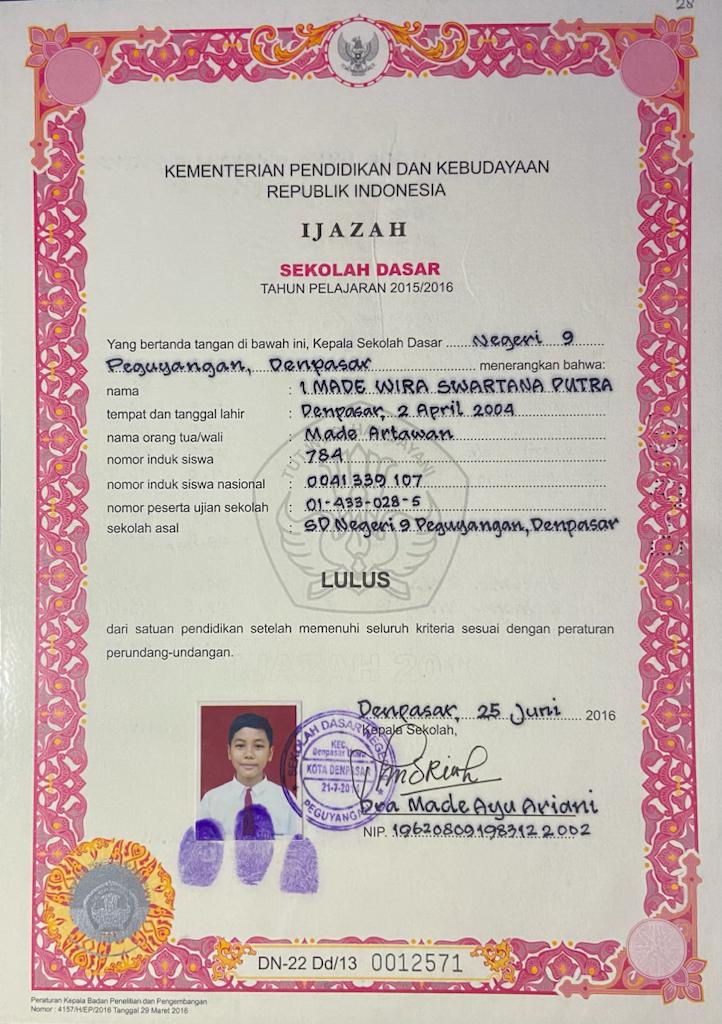 28
KEMENTERIAN PENDIDIKAN DAN KEBUDAYAAN
REPUBLIK INDONESIA
IJAZAH
SEKOLAH DASAR
TAHUN PELAJARAN 2015/2016
Yang bertanda tangan di bawah ini, Kepala Sekolah Dasar Negeri 9
Peguyangan, Denpasar menerangkan bahwa:
nama : I MADE WIRA SWARTANA PUTRA
tempat dan tanggal lahir : Denpasar, 2 April 2004
nama orang tua/wali : Made Artawan
nomor induk siswa : 784
nomor induk siswa nasional : 0041339107
nomor peserta ujian sekolah : 01-433-028-5
sekolah asal : SD Negeri 9 Peguyangan, Denpasar
LULUS
dari satuan pendidikan setelah memenuhi seluruh kriteria sesuai dengan peraturan
perundang-undangan.
Denpasar, 25 Juni 2016
Kepala Sekolah,
SEKOLAH DASAR NEGE
KEC.
Denpasar
KOTA DENPASAR
PEGUYANGAN
Dra Made Ayu Ariani
NIP. 196208091983122002
DN-22 Dd/13 0012571
Peraturan Kepala Badan Penelitian dan Pengembangan
Nomor : 4157/H/EP/2016 Tanggal 29 Maret 2016